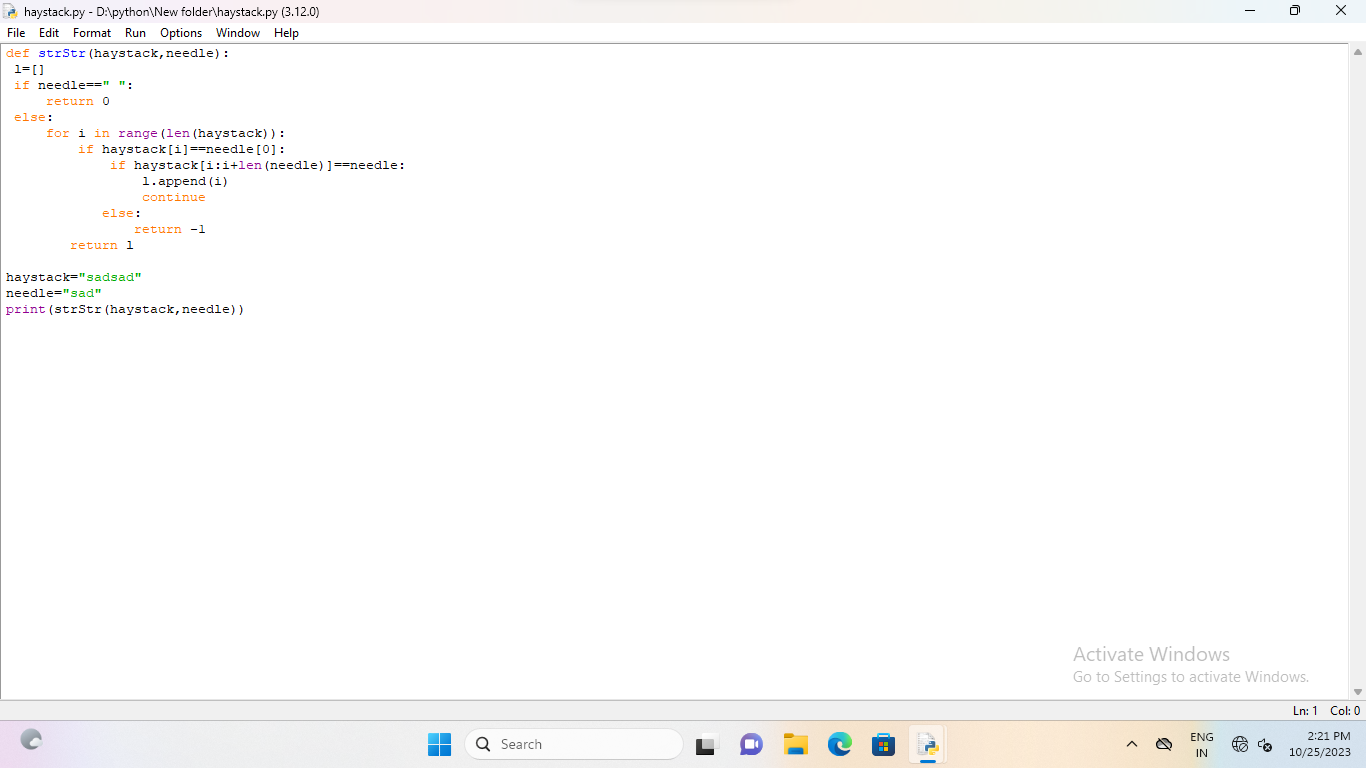 haystack.py - D:\python\New folder\haystack.py (3.12.0)
File Edit Format Run Options Window Help
def strStr(haystack,needle):
 l=[]
 if needle==" ":
     return 0
 else:
     for i in range(len(haystack)):
         if haystack[i]==needle[0]:
             if haystack[i:i+len(needle)]==needle:
                 l.append(i)
                 continue
            else:
                return -1
        return l
haystack="sadsad"
needle="sad"
print(strStr(haystack,needle))
Activate Windows
Go to Settings to activate Windows.
Ln: 1 Col: 0
Search
ENG
IN
2:21 PM
10/25/2023